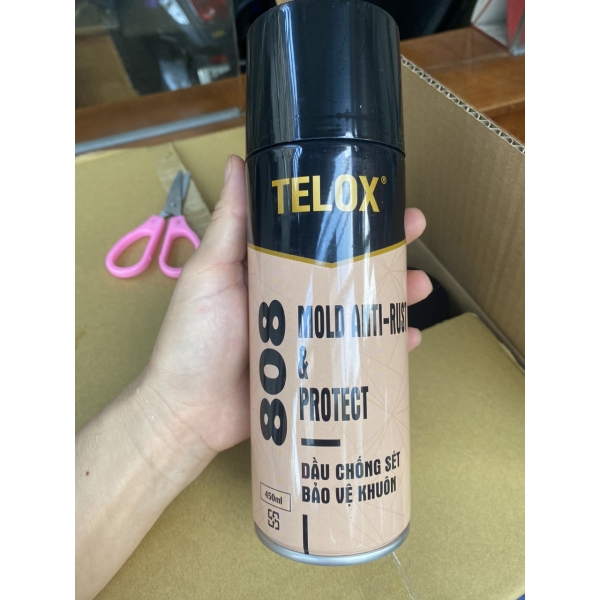 TELOX®
808
MOLD ANTI-RUST
&
PROTECT
DẦU CHỐNG SÉT
BẢO VỆ KHUÔN
450ml